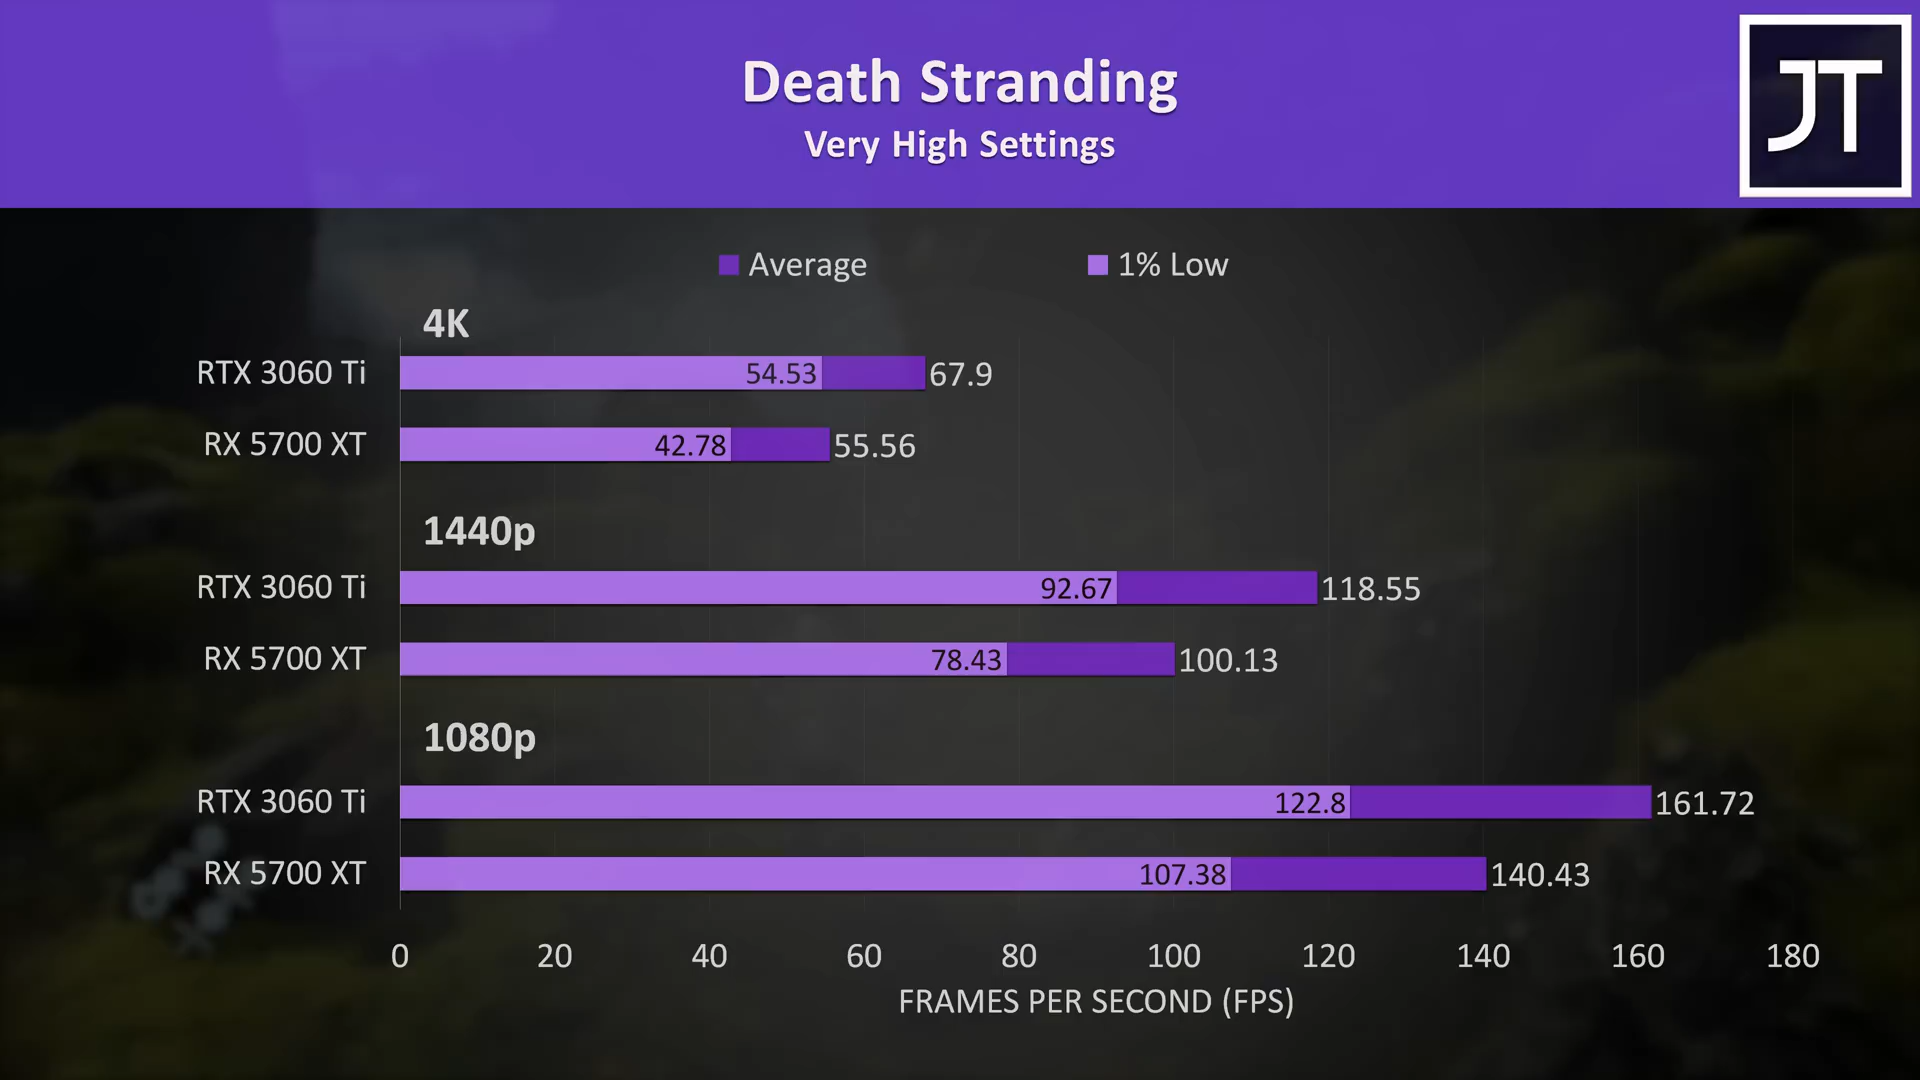 Death Stranding
Very High Settings
JT
Average 1% Low
4K
RTX 3060 Ti 54.53 67.9
RX 5700 XT 42.78 55.56
1440p
RTX 3060 Ti 92.67 118.55
RX 5700 XT 78.43 100.13
1080p
RTX 3060 Ti 122.8 161.72
RX 5700 XT 107.38 140.43
0 20 40 60 80 100 120 140 160 180
FRAMES PER SECOND (FPS)